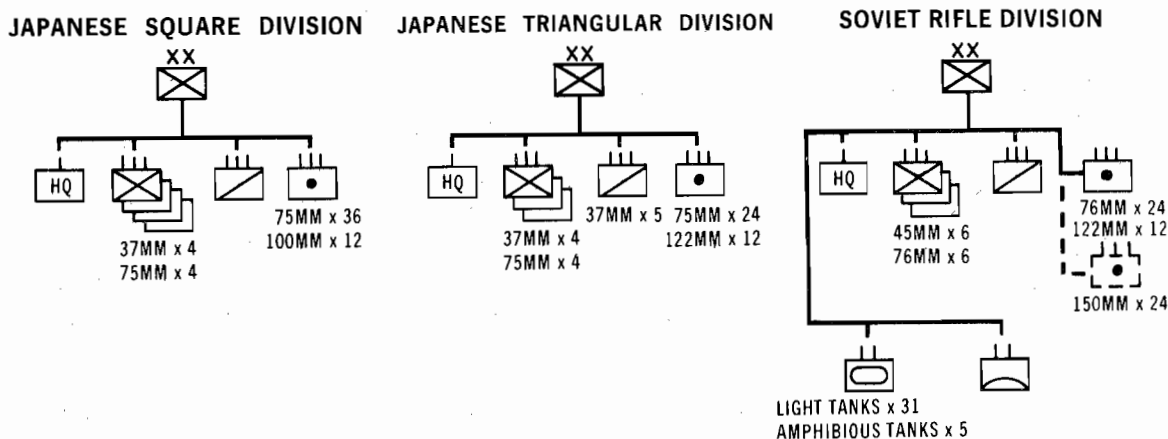 JAPANESE SQUARE DIVISION
XX
HQ
37MM x 4
75MM x 4
75MM x 36
100MM x 12
JAPANESE TRIANGULAR DIVISION
XX
HQ
37MM x 4
75MM x 4
37MM x 5
75MM x 24
122MM x 12
SOVIET RIFLE DIVISION
XX
HQ
45MM x 6
76MM x 6
76MM x 24
122MM x 12
150MM x 24
LIGHT TANKS x 31
AMPHIBIOUS TANKS x 5